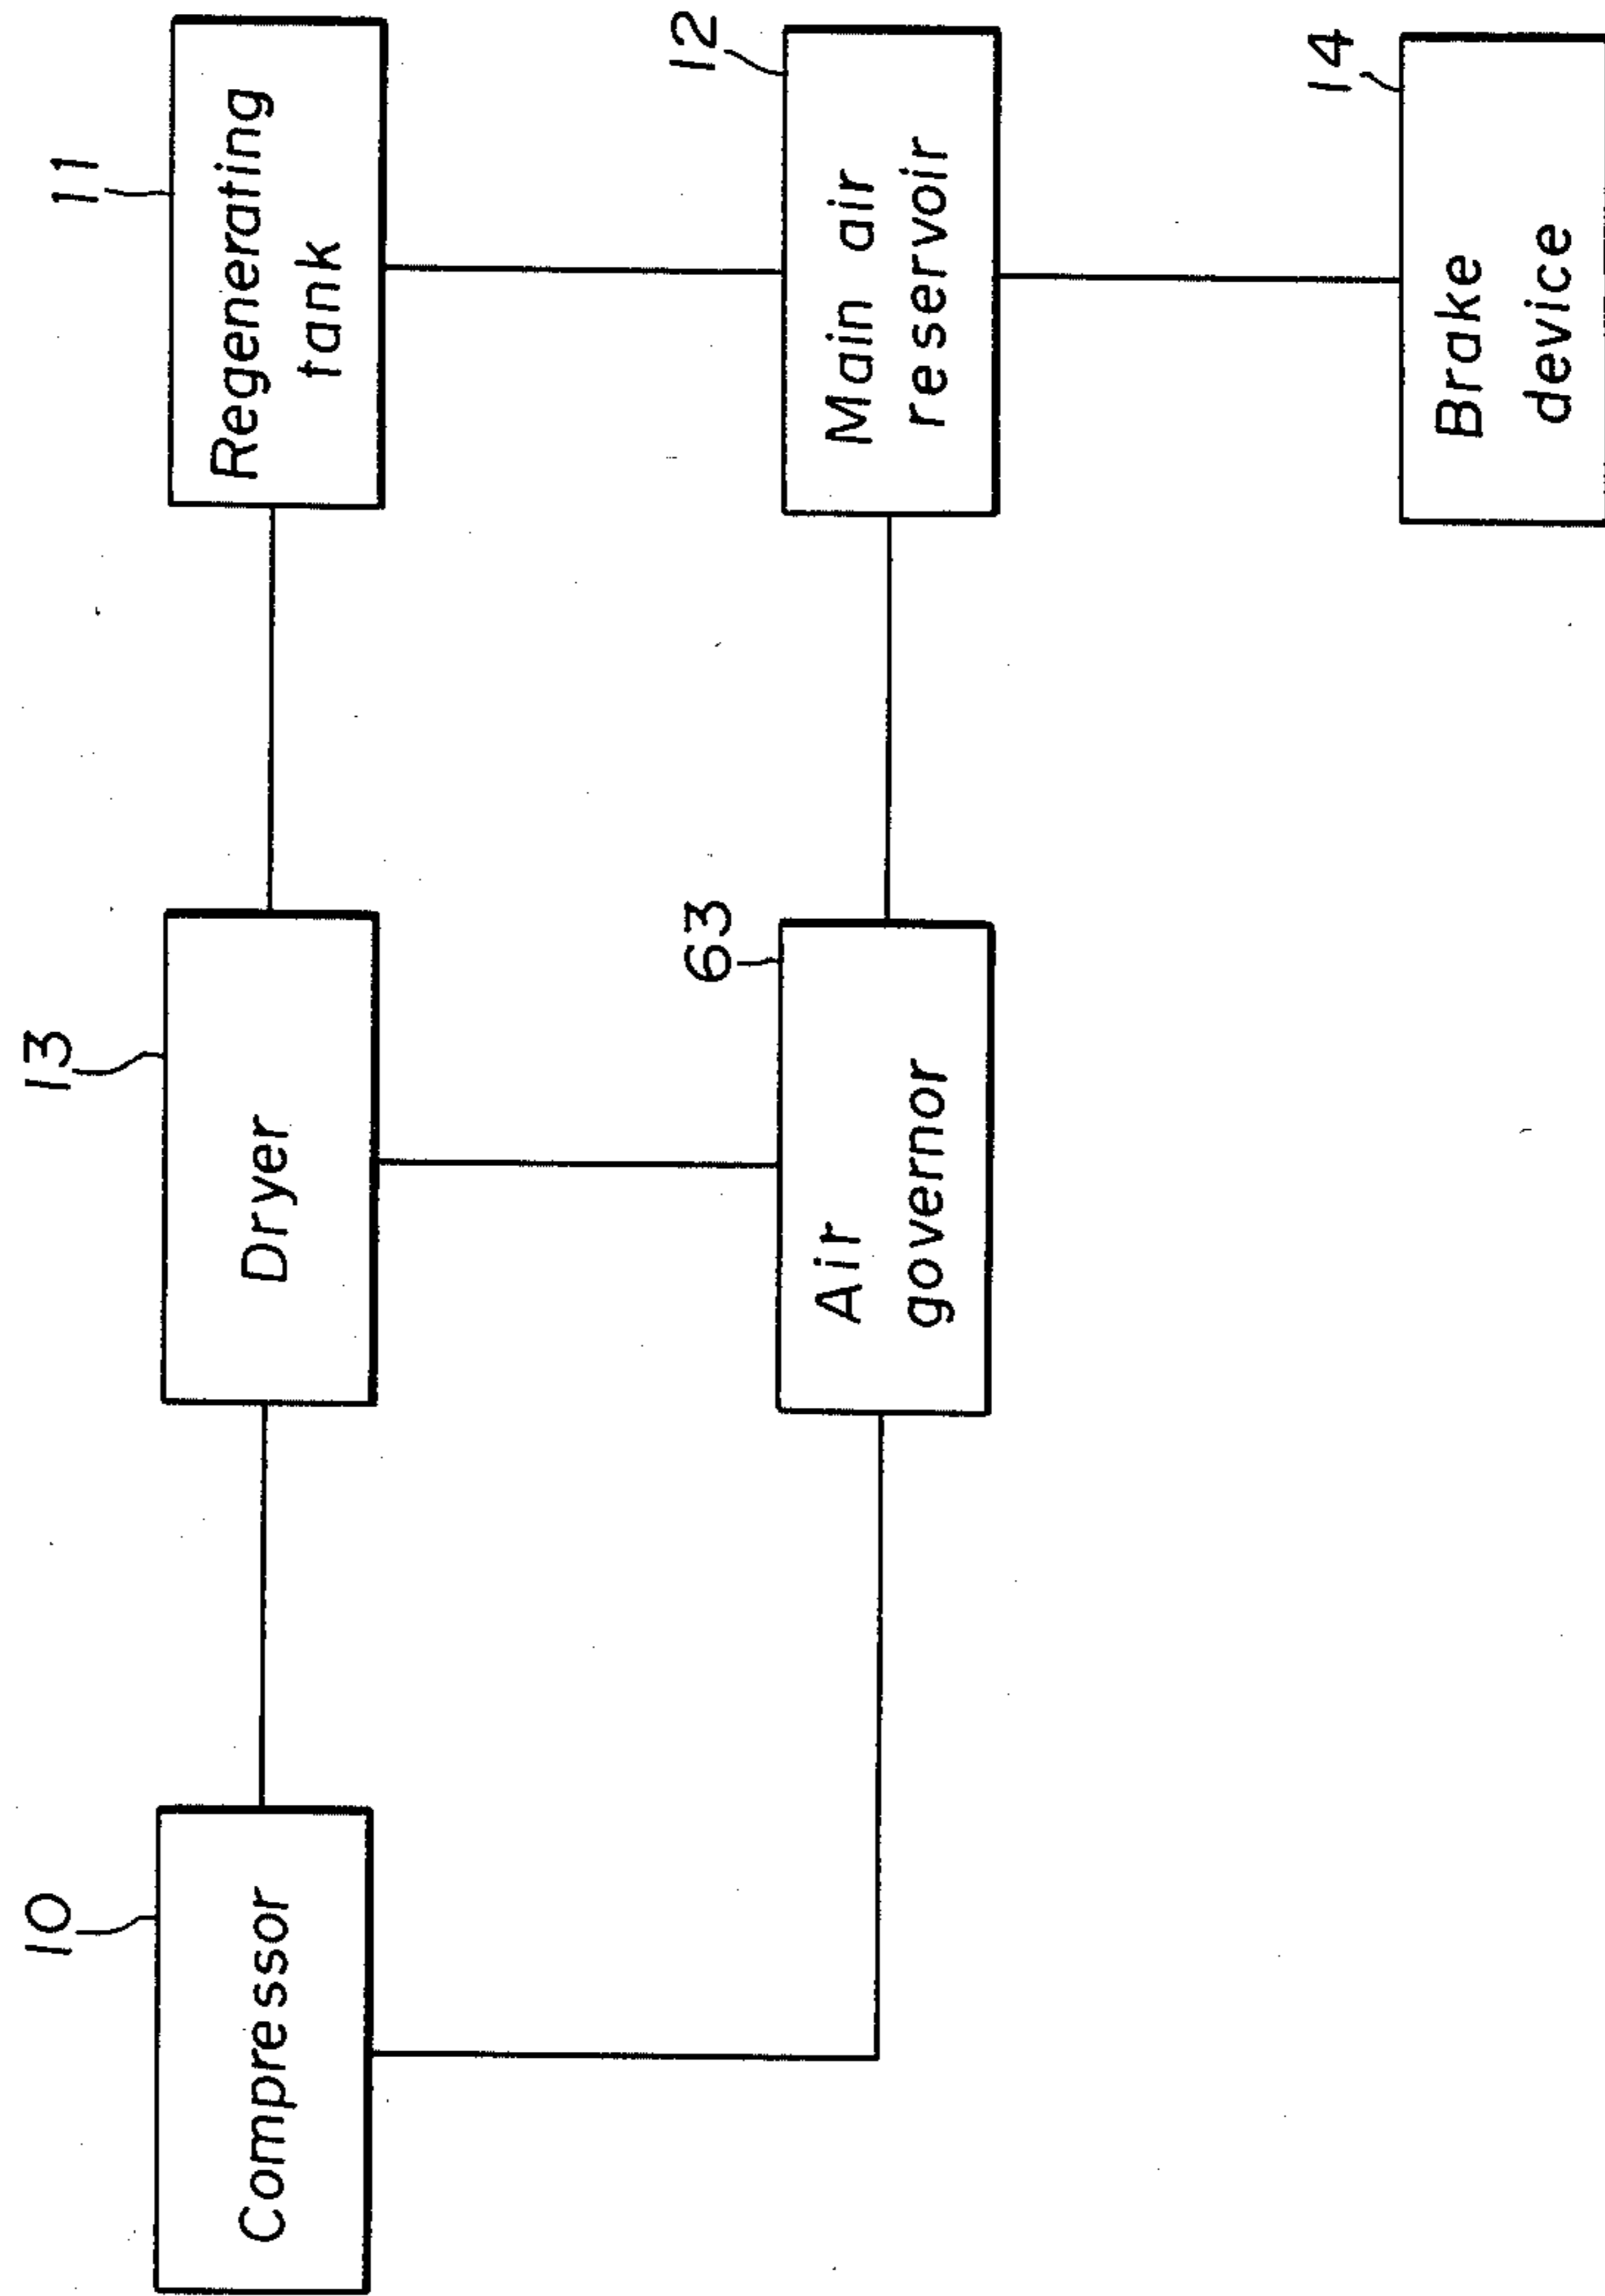 10
Compressor
13
Dryer
11
Regenerating
tank
63
Air
governor
12
Main air
reservoir
14
Brake
device